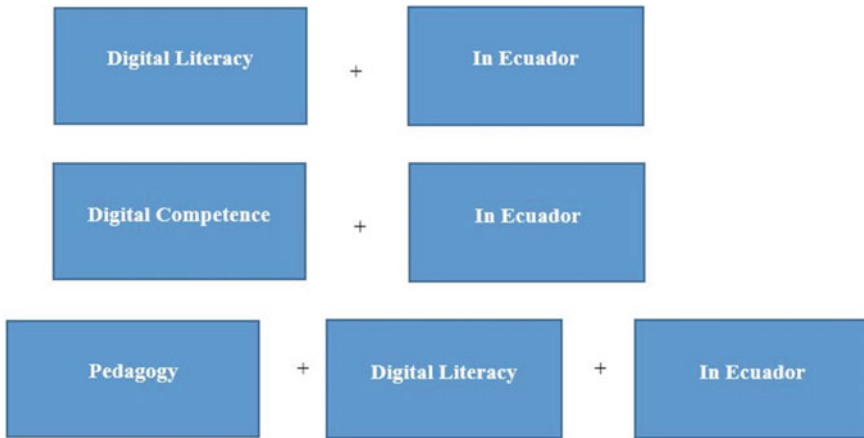 Digital Literacy + In Ecuador
Digital Competence + In Ecuador
Pedagogy + Digital Literacy + In Ecuador